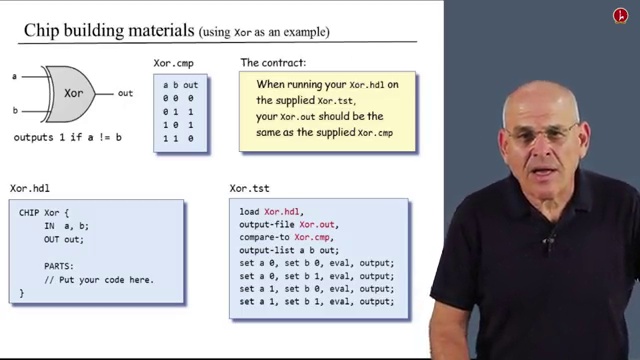 Chip building materials (using Xor as an example)
a
Xor
out
b
outputs 1 if a != b
Xor.cmp
a b out
0 0 0
0 1 1
1 0 1
1 1 0
The contract:
When running your Xor.hdl on
the supplied Xor.tst,
your Xor.out should be the
same as the supplied Xor.cmp
Xor.hdl
CHIP Xor {
IN a, b;
OUT out;
PARTS:
// Put your code here.
}
Xor.tst
load Xor.hdl,
output-file Xor.out,
compare-to Xor.cmp,
output-list a b out;
set a 0, set b 0, eval, output;
set a 0, set b 1, eval, output;
set a 1, set b 0, eval, output;
set a 1, set b 1, eval, output;